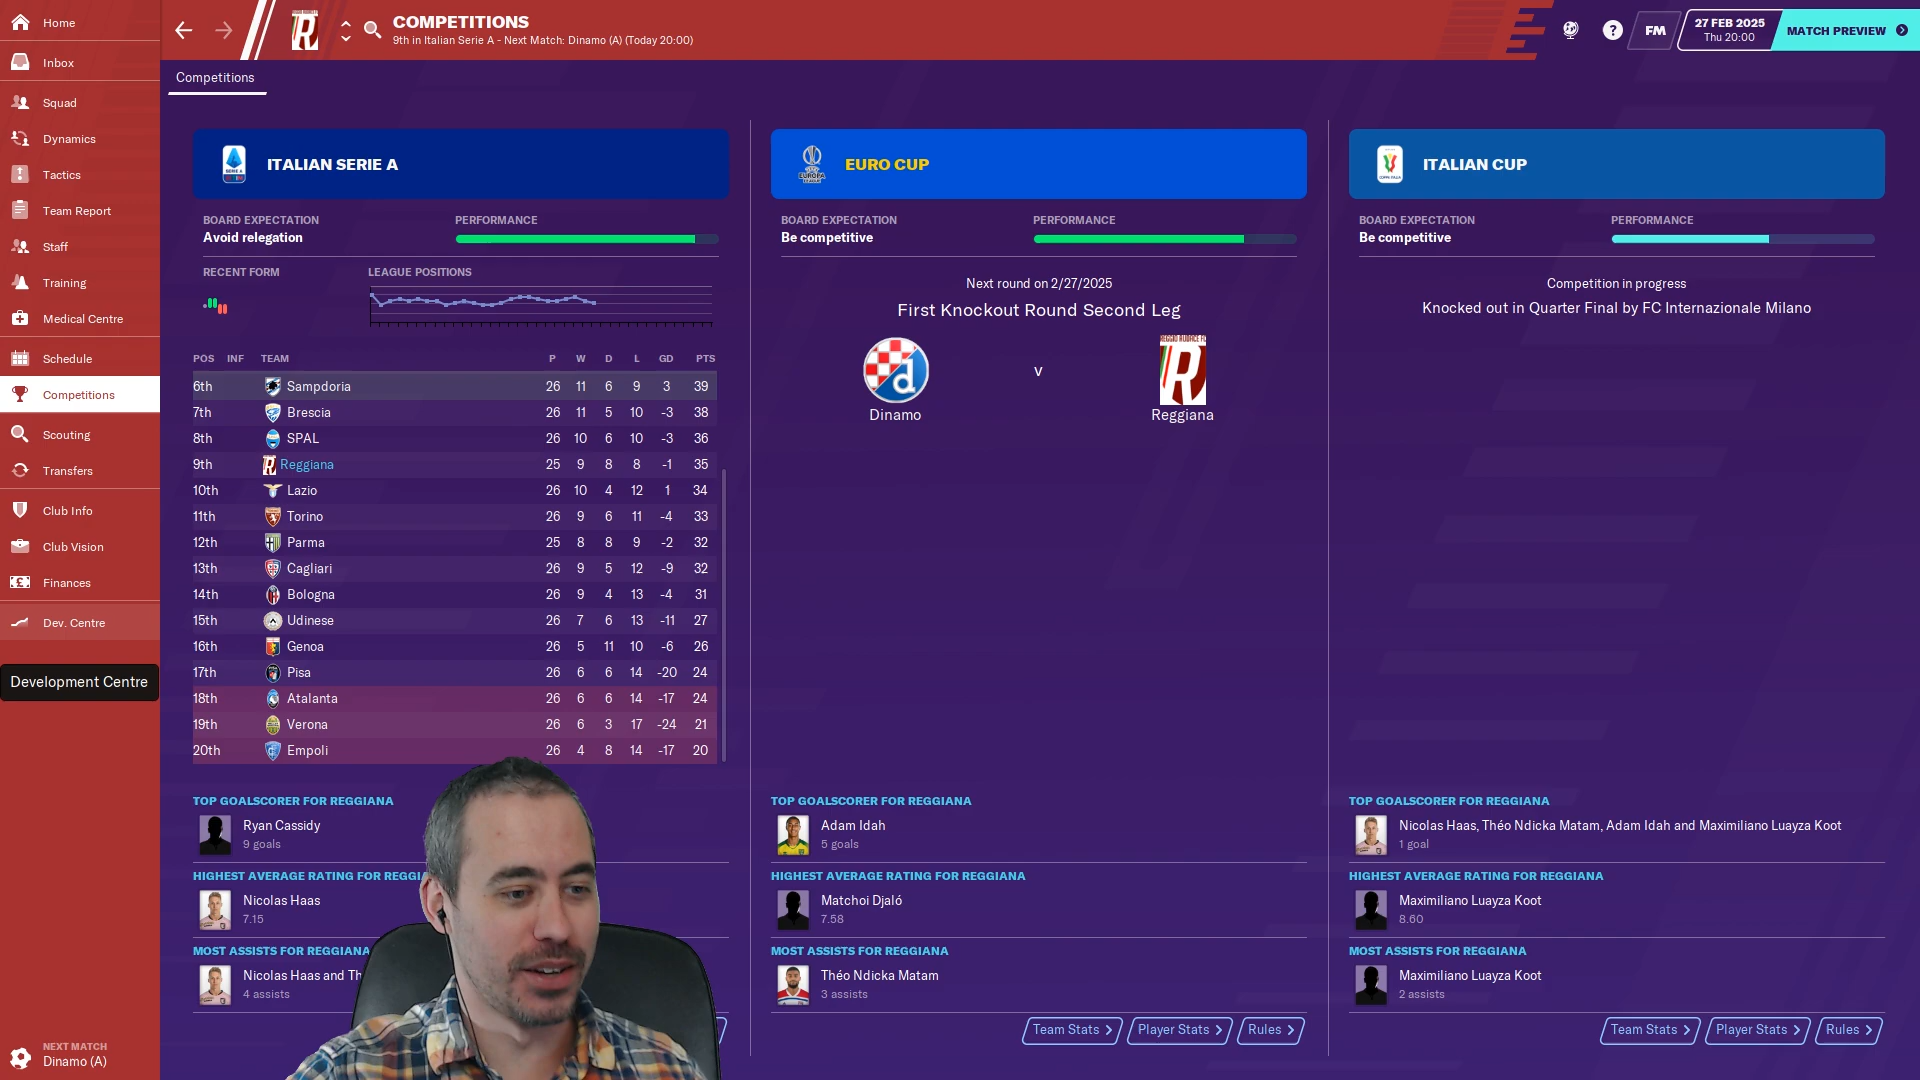 Home
Inbox
Squad
Dynamics
Tactics
Team Report
Staff
Training
Medical Centre
Schedule
Competitions
Scouting
Transfers
Club Info
Club Vision
Finances
Dev. Centre
Development Centre
NEXT MATCH
Dinamo (A)
COMPETITIONS
9th in Italian Serie A - Next Match: Dinamo (A) (Today 20:00)
FM
27 FEB 2025
Thu 20:00
MATCH PREVIEW
Competitions
ITALIAN SERIE A
BOARD EXPECTATION PERFORMANCE
Avoid relegation
RECENT FORM LEAGUE POSITIONS
POS INF TEAM P W D L GD PTS
6th Sampdoria 26 11 6 9 3 39
7th Brescia 26 11 5 10 -3 38
8th SPAL 26 10 6 10 -3 36
9th Reggiana 25 9 8 8 -1 35
10th Lazio 26 10 4 12 1 34
11th Torino 26 9 6 11 -4 33
12th Parma 25 8 8 9 -2 32
13th Cagliari 26 9 5 12 -9 32
14th Bologna 26 9 4 13 -4 31
15th Udinese 26 7 6 13 -11 27
16th Genoa 26 5 11 10 -6 26
17th Pisa 26 6 6 14 -20 24
18th Atalanta 26 6 6 14 -17 24
19th Verona 26 6 3 17 -24 21
20th Empoli 26 4 8 14 -17 20
TOP GOALSCORER FOR REGGIANA
Ryan Cassidy
9 goals
HIGHEST AVERAGE RATING FOR REGGI
Nicolas Haas
7.15
MOST ASSISTS FOR REGGIANA
Nicolas Haas and Th
4 assists
EURO CUP
BOARD EXPECTATION PERFORMANCE
Be competitive
Next round on 2/27/2025
First Knockout Round Second Leg
v
Dinamo Reggiana
TOP GOALSCORER FOR REGGIANA
Adam Idah
5 goals
HIGHEST AVERAGE RATING FOR REGGIANA
Matchoi Djaló
7.58
MOST ASSISTS FOR REGGIANA
Théo Ndicka Matam
3 assists
Team Stats Player Stats Rules
ITALIAN CUP
BOARD EXPECTATION PERFORMANCE
Be competitive
Competition in progress
Knocked out in Quarter Final by FC Internazionale Milano
TOP GOALSCORER FOR REGGIANA
Nicolas Haas, Théo Ndicka Matam, Adam Idah and Maximiliano Luayza Koot
1 goal
HIGHEST AVERAGE RATING FOR REGGIANA
Maximiliano Luayza Koot
8.60
MOST ASSISTS FOR REGGIANA
Maximiliano Luayza Koot
2 assists
Team Stats Player Stats Rules